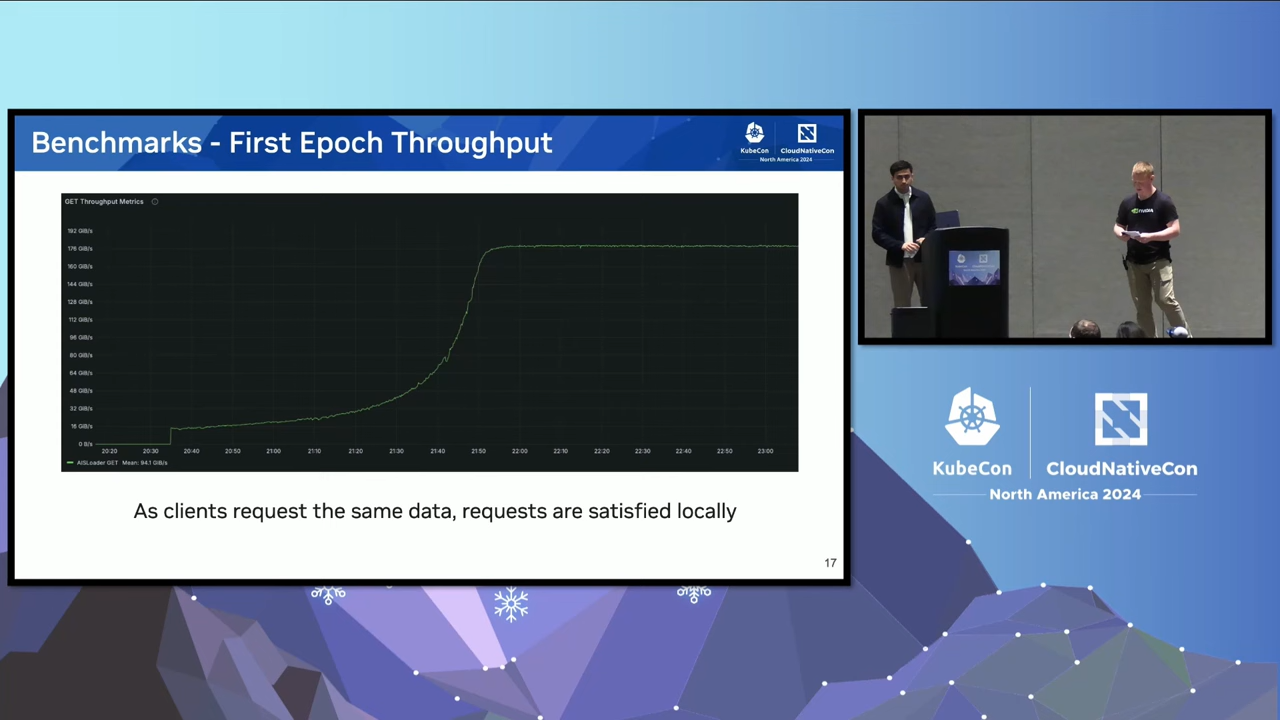 Benchmarks - First Epoch Throughput
KubeCon
CloudNativeCon
North America 2024
GET Throughput Metrics
192 GiB/s
176 GiB/s
160 GiB/s
144 GiB/s
128 GiB/s
112 GiB/s
96 GiB/s
80 GiB/s
64 GiB/s
48 GiB/s
32 GiB/s
16 GiB/s
0 B/s
20:20 20:30 20:40 20:50 21:00 21:10 21:20 21:30 21:40 21:50 22:00 22:10 22:20 22:30 22:40 22:50 23:00
AISLoader GET Mean: 94.1 GiB/s
As clients request the same data, requests are satisfied locally
17
NVIDIA
KubeCon
CloudNativeCon
North America 2024